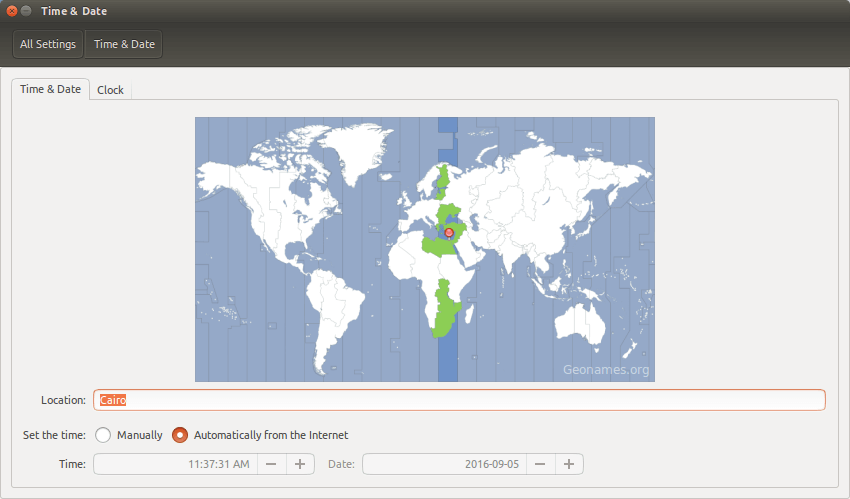 Time & Date
All Settings Time & Date
Time & Date Clock
Geonames.org
Location: Cairo
Set the time: Manually Automatically from the Internet
Time: 11:37:31 AM − + Date: 2016-09-05 − +